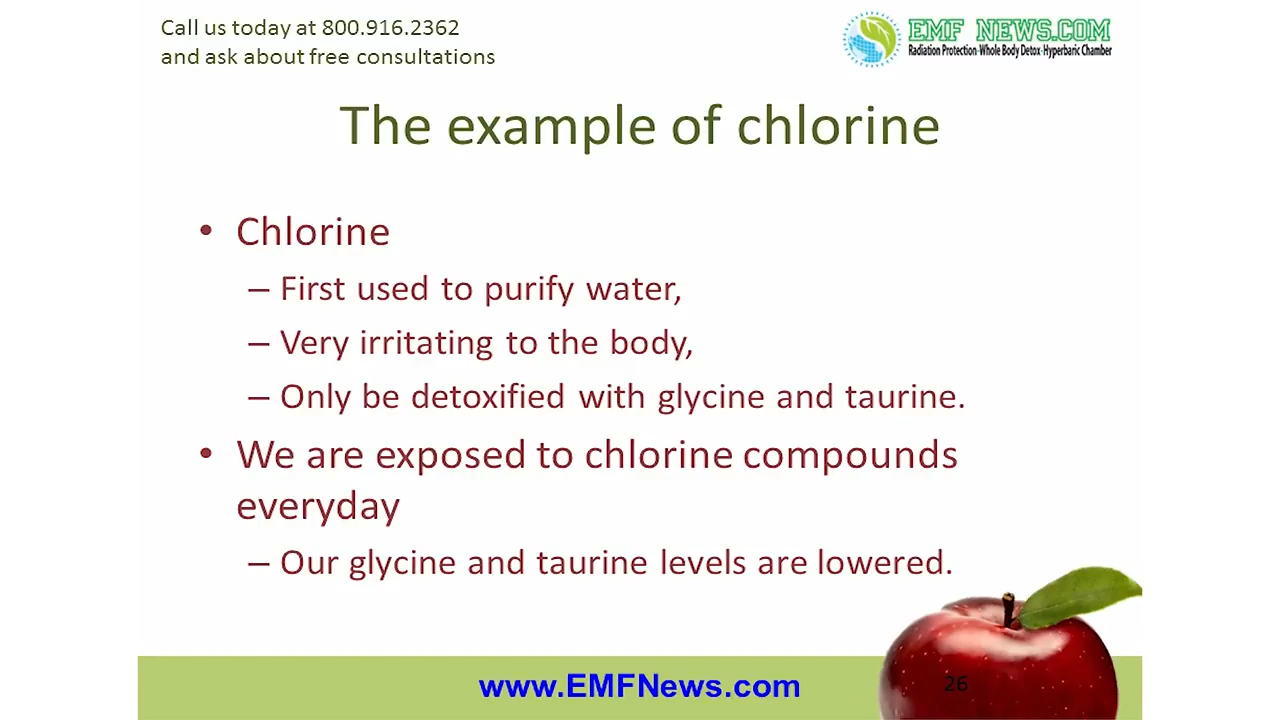 Call us today at 800.916.2362
and ask about free consultations
EMF NEWS.COM
Radiation Protection-Whole Body Detox-Hyperbaric Chamber
The example of chlorine
• Chlorine
– First used to purify water,
– Very irritating to the body,
– Only be detoxified with glycine and taurine.
• We are exposed to chlorine compounds
everyday
– Our glycine and taurine levels are lowered.
www.EMFNews.com
26